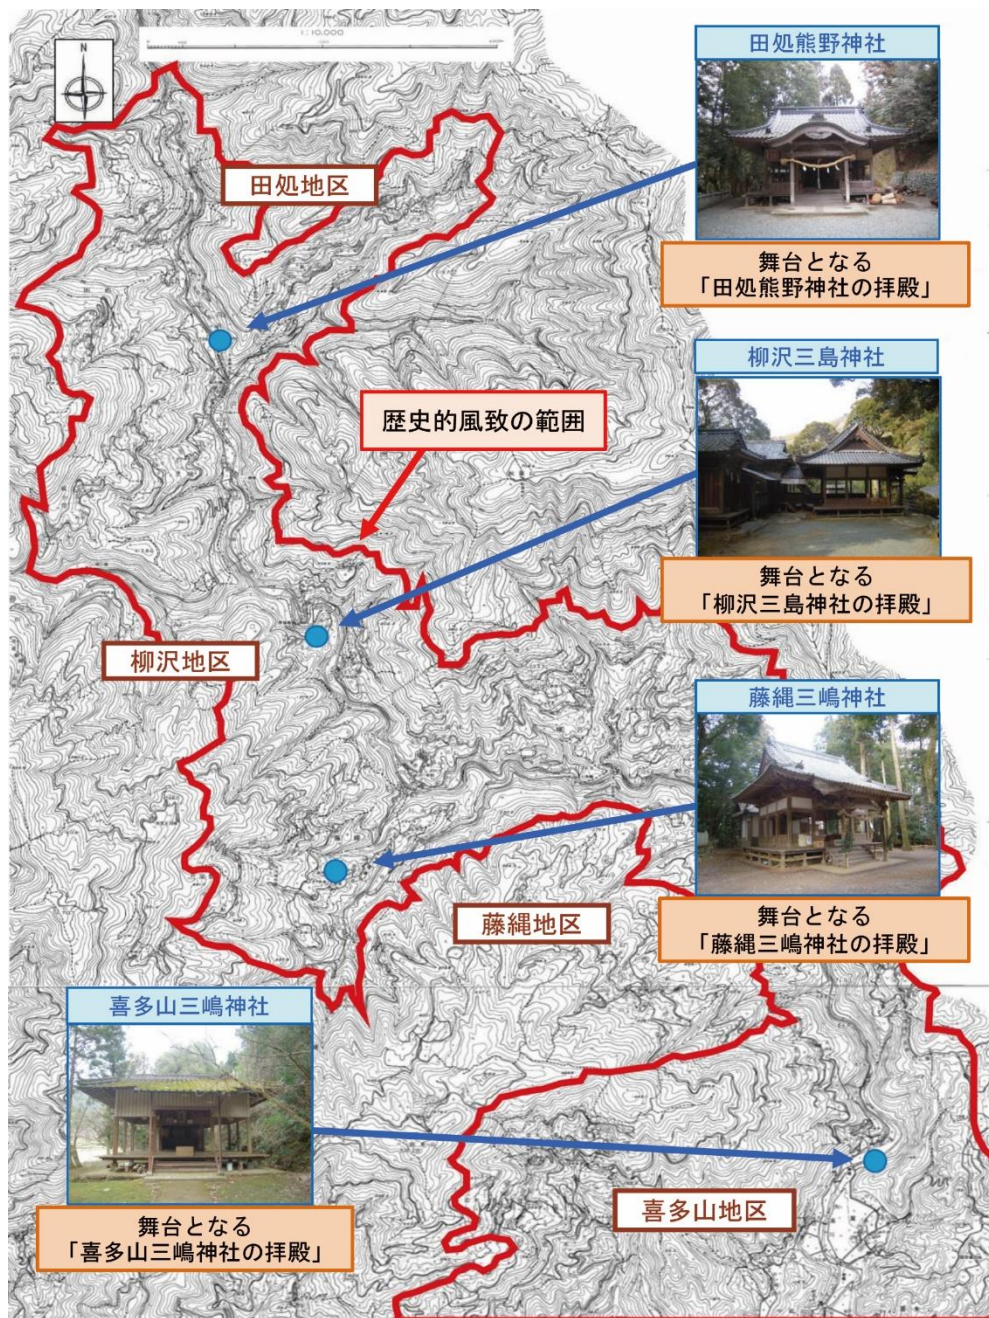 1:10,000
N
田処熊野神社
田処地区
舞台となる
「田処熊野神社の拝殿」
柳沢三島神社
歴史的風致の範囲
舞台となる
「柳沢三島神社の拝殿」
柳沢地区
藤縄三嶋神社
藤縄地区
舞台となる
「藤縄三嶋神社の拝殿」
喜多山三嶋神社
喜多山地区
舞台となる
「喜多山三嶋神社の拝殿」